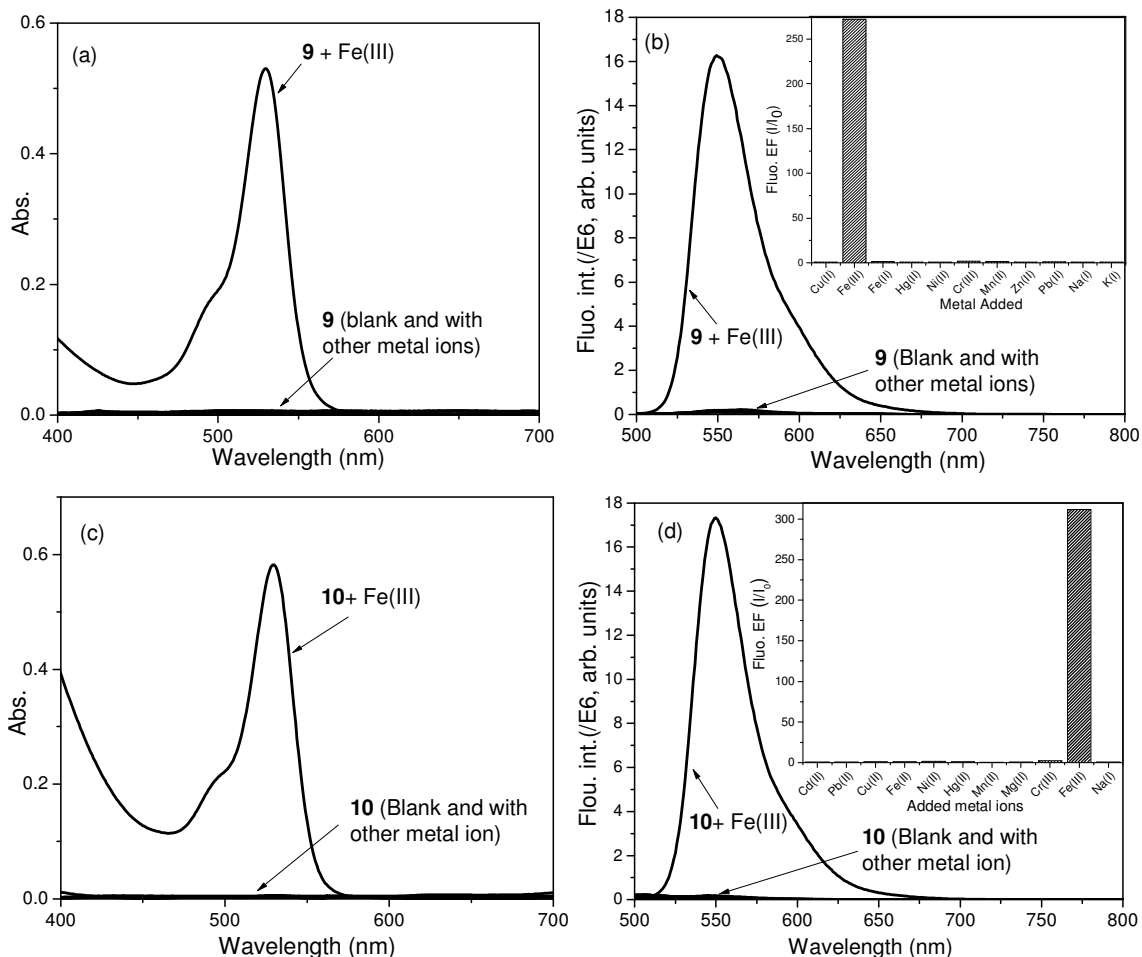 (a)
9 + Fe(III)
9 (blank and with
other metal ions)
Abs.
0.6
0.4
0.2
0.0
400
500
600
700
Wavelength (nm)
(b)
Fluo. int.(/E6, arb. units)
18
16
14
12
10
8
6
4
2
0
500
550
600
650
700
750
800
Wavelength (nm)
9 + Fe(III)
9 (Blank and with
other metal ions)
Fluo. EF (I/I0)
250
200
150
100
50
0
Cu(II)
Fe(III)
Fe(II)
Hg(II)
Ni(II)
Cr(III)
Mn(II)
Zn(II)
Pb(II)
Na(I)
K(I)
Metal Added
(c)
10+ Fe(III)
10 (Blank and with
other metal ion)
Abs.
0.6
0.4
0.2
0.0
400
500
600
700
Wavelength (nm)
(d)
Flou. int.(/E6, arb. units)
18
16
14
12
10
8
6
4
2
0
500
550
600
650
700
750
800
Wavelength (nm)
10+ Fe(III)
10 (Blank and with
other metal ion)
Fluo. EF (I/I0)
300
250
200
150
100
50
0
Cd(II)
Pb(II)
Cu(II)
Fe(II)
Ni(II)
Hg(II)
Mn(II)
Mg(II)
Cr(III)
Fe(III)
Na(I)
Added metal ions